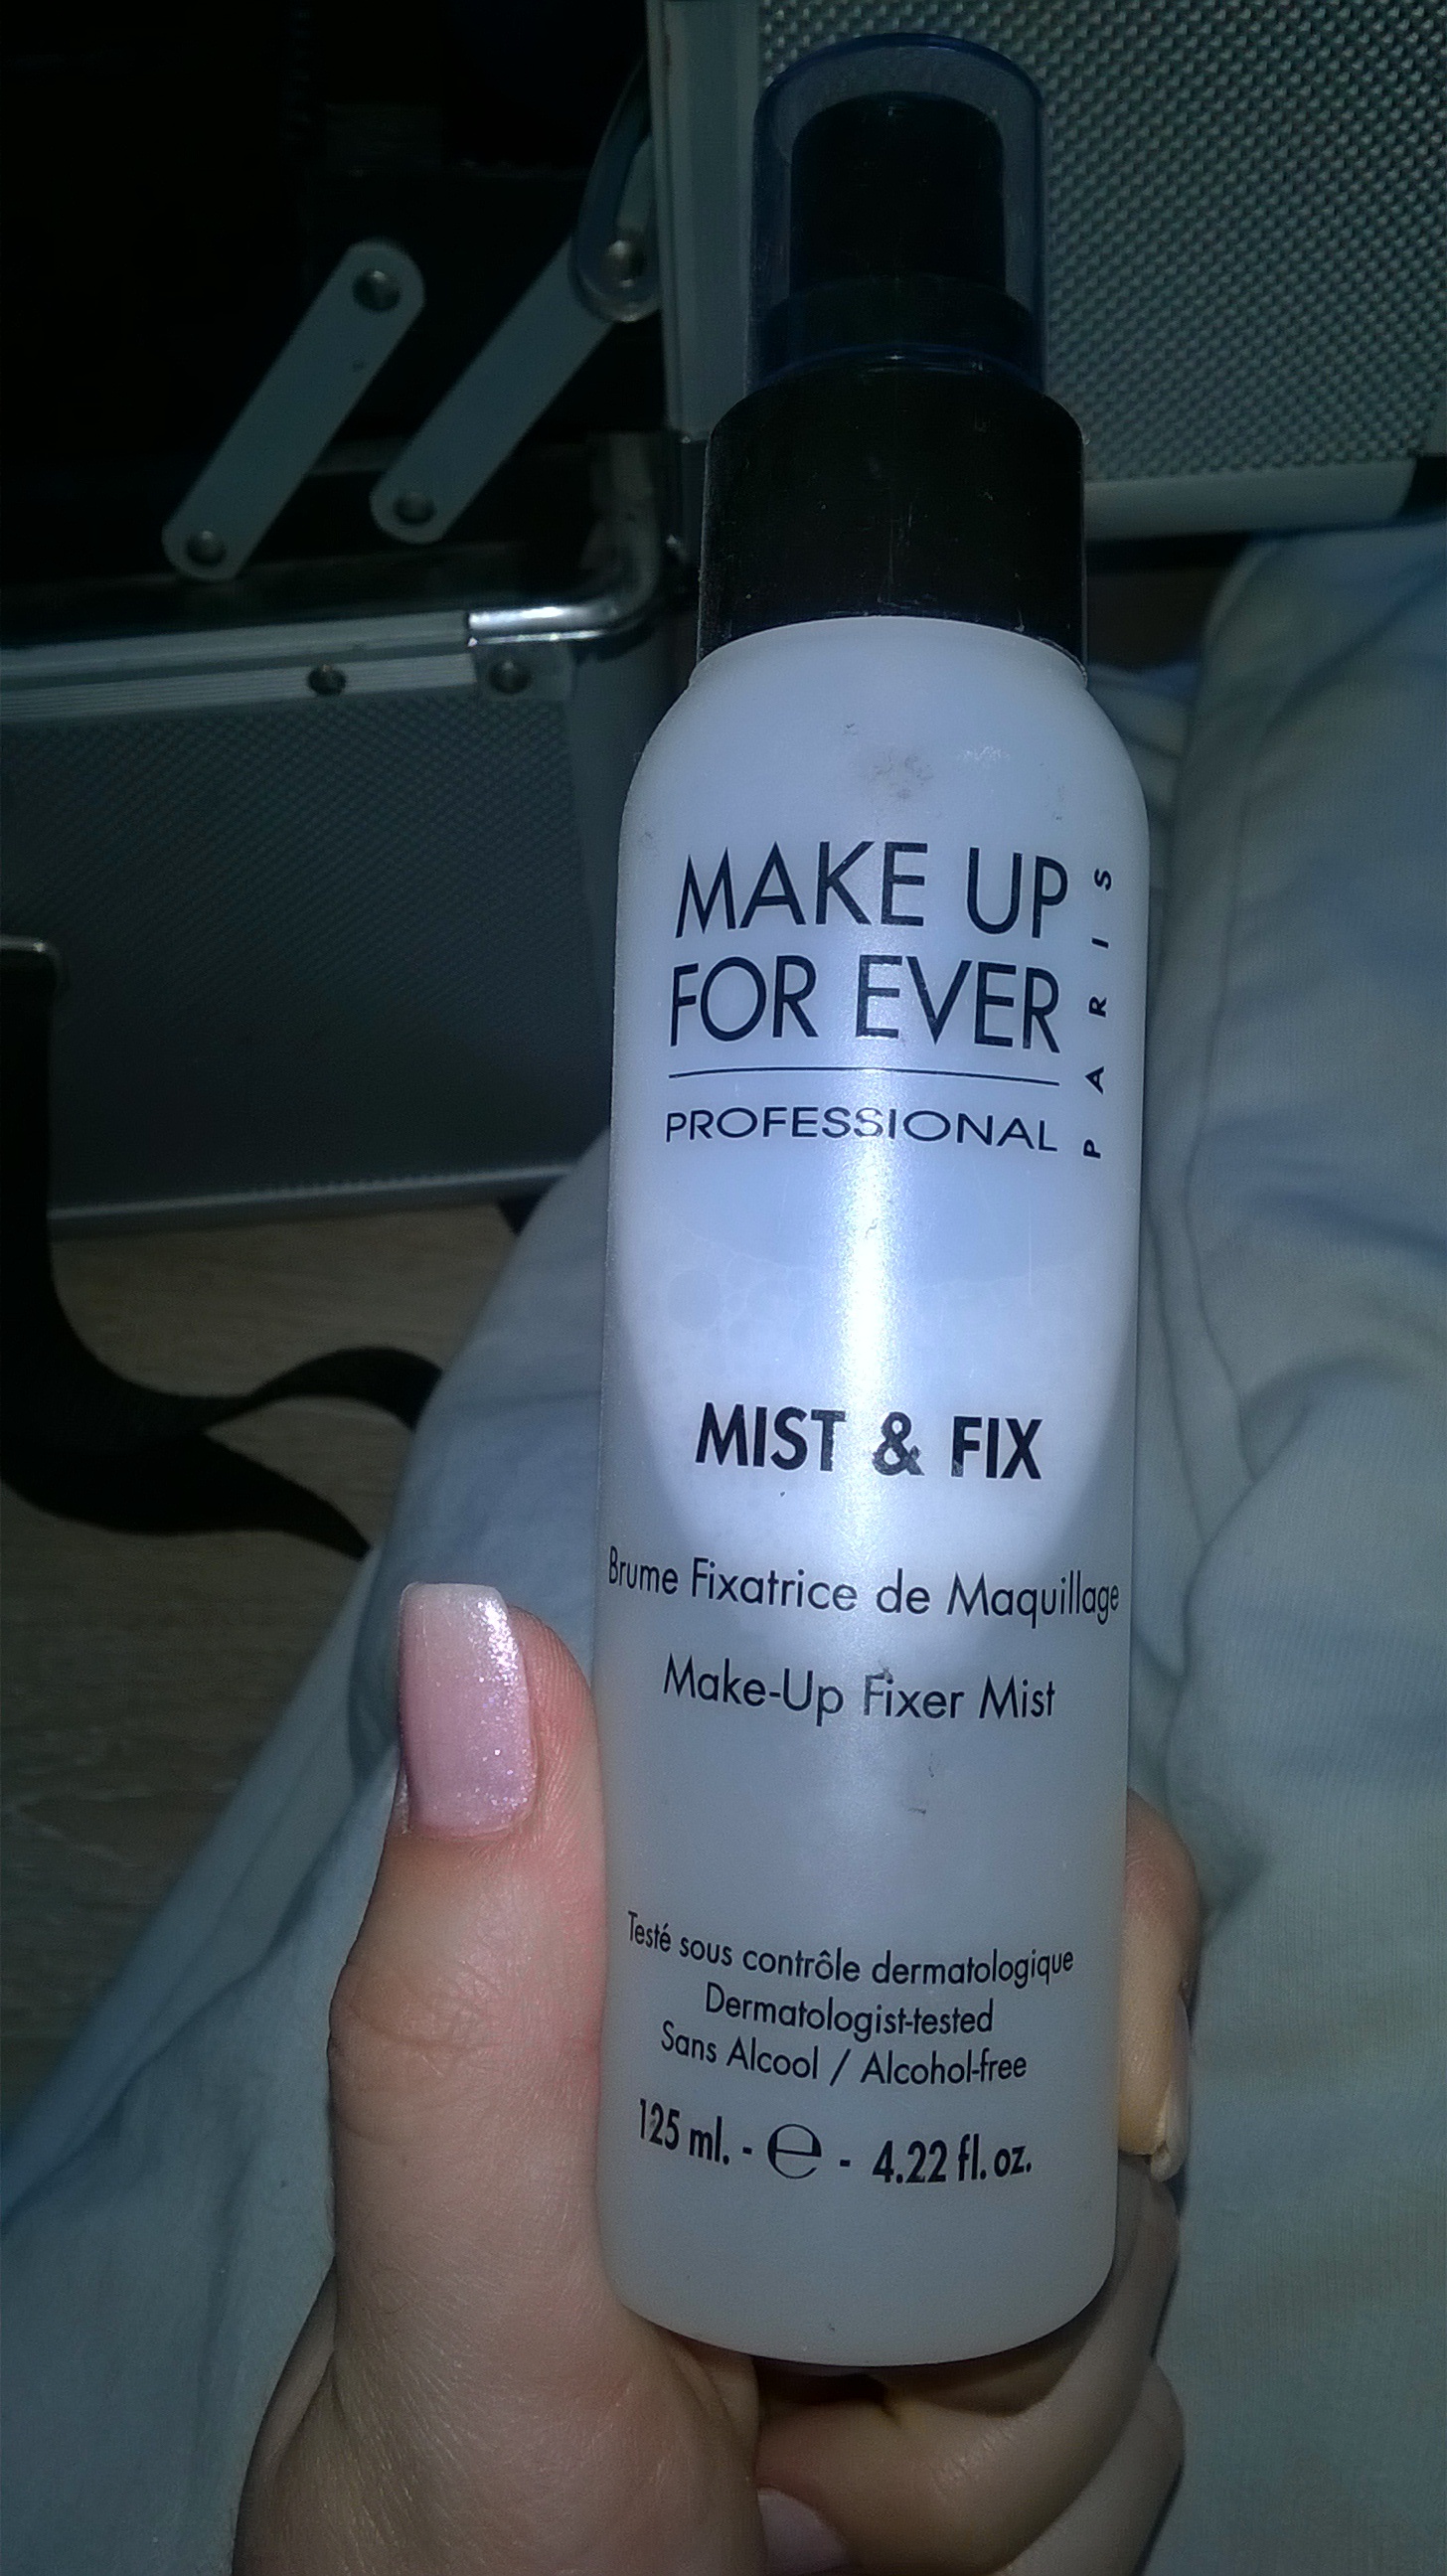 MAKE UP
FOR EVER
PROFESSIONAL
PARIS
MIST & FIX
Brume Fixatrice de Maquillage
Make-Up Fixer Mist
Testé sous contrôle dermatologique
Dermatologist-tested
Sans Alcool / Alcohol-free
125 ml. - e - 4.22 fl. oz.